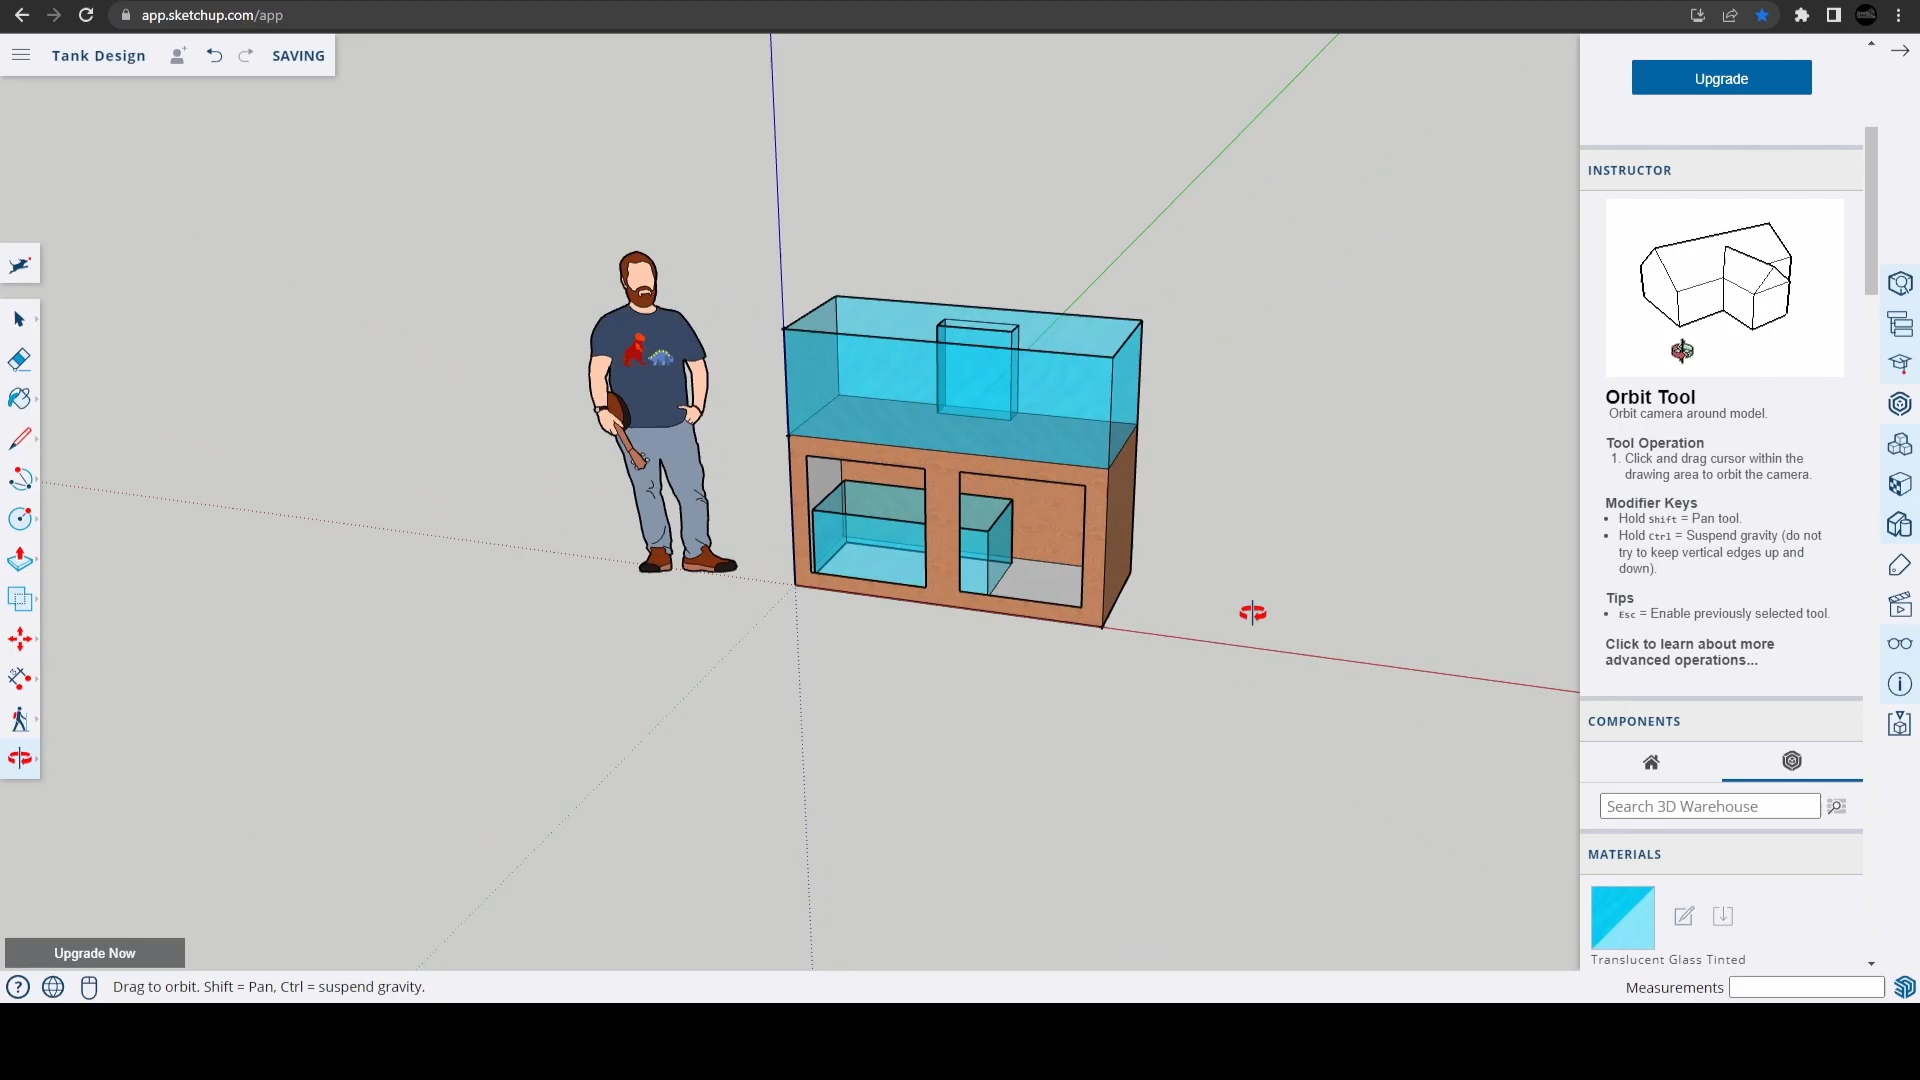 app.sketchup.com/app
Tank Design
SAVING
Upgrade
INSTRUCTOR
Orbit Tool
Orbit camera around model.
Tool Operation
1. Click and drag cursor within the
drawing area to orbit the camera.
Modifier Keys
• Hold Shift = Pan tool.
• Hold Ctrl = Suspend gravity (do not
try to keep vertical edges up and
down).
Tips
• Esc = Enable previously selected tool.
Click to learn about more
advanced operations...
COMPONENTS
Search 3D Warehouse
MATERIALS
Translucent Glass Tinted
Upgrade Now
Drag to orbit. Shift = Pan, Ctrl = suspend gravity.
Measurements